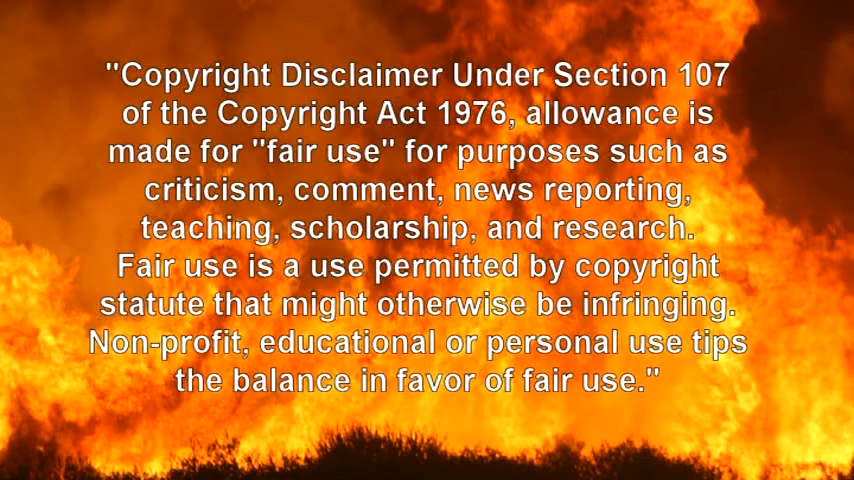 "Copyright Disclaimer Under Section 107
of the Copyright Act 1976, allowance is
made for "fair use" for purposes such as
criticism, comment, news reporting,
teaching, scholarship, and research.
Fair use is a use permitted by copyright
statute that might otherwise be infringing.
Non-profit, educational or personal use tips
the balance in favor of fair use."